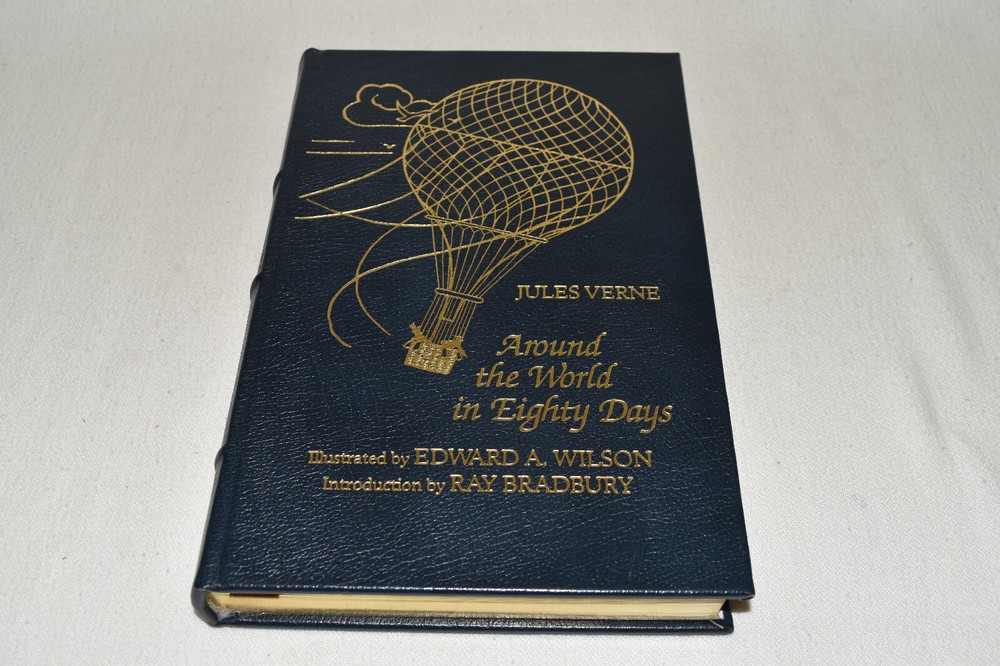 JULES VERNE
Around
the World
in Eighty Days
Illustrated by EDWARD A. WILSON
Introduction by RAY BRADBURY